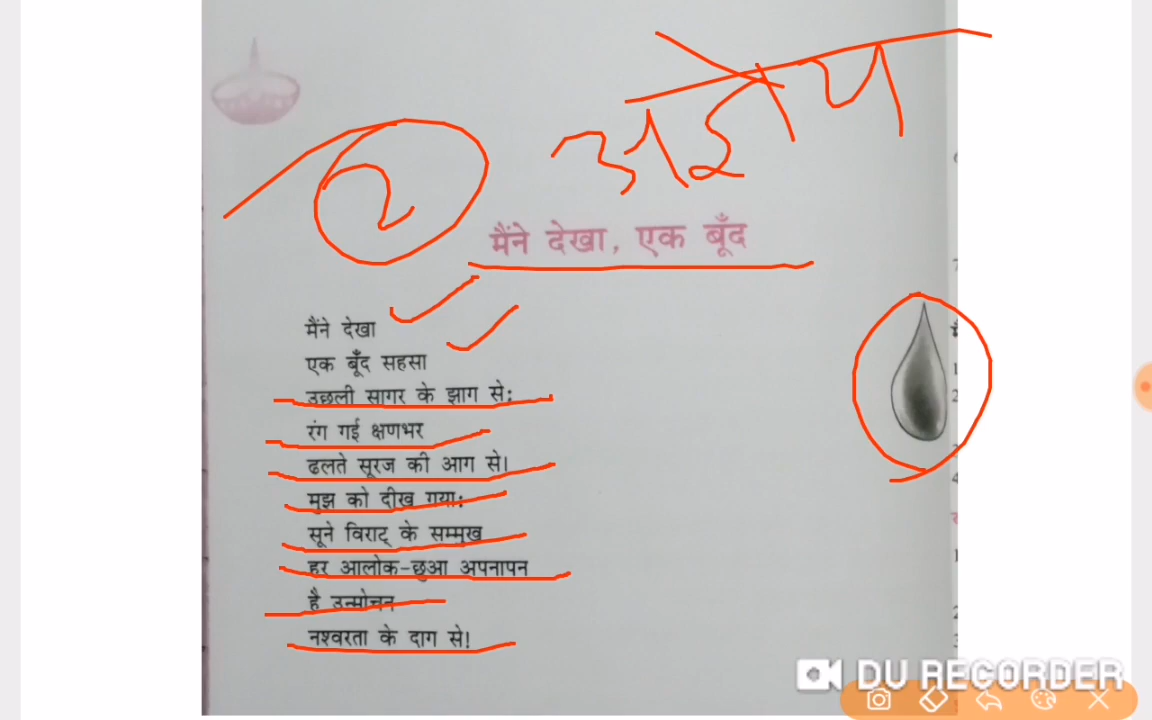 अज्ञेय
२
मैंने देखा, एक बूँद
मैंने देखा
एक बूँद सहसा
उछली सागर के झाग से:
रंग गई क्षणभर
ढलते सूरज की आग से।
मुझ को दीख गया:
सूने विराट् के सम्मुख
हर आलोक-छुआ अपनापन
है उन्मोचन
नश्वरता के दाग से!
DU RECORDER